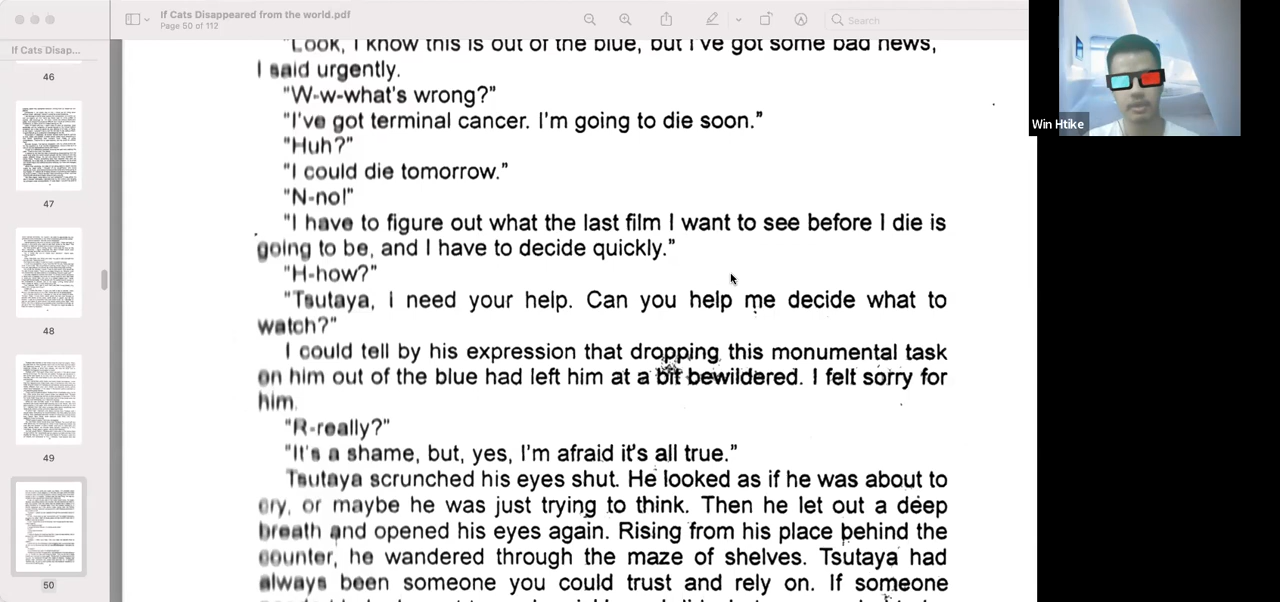 If Cats Disappeared from the world.pdf
Page 50 of 112
Search
If Cats Disap...
46
47
48
49
50
"Look, I know this is out of the blue, but I've got some bad news,"
I said urgently.
"W-w-what's wrong?"
"I've got terminal cancer. I'm going to die soon."
"Huh?"
"I could die tomorrow."
"N-no!"
"I have to figure out what the last film I want to see before I die is
going to be, and I have to decide quickly."
"H-how?"
"Tsutaya, I need your help. Can you help me decide what to
watch?"
I could tell by his expression that dropping this monumental task
on him out of the blue had left him at a bit bewildered. I felt sorry for
him.
"R-really?"
"It's a shame, but, yes, I'm afraid it's all true."
Tsutaya scrunched his eyes shut. He looked as if he was about to
cry, or maybe he was just trying to think. Then he let out a deep
breath and opened his eyes again. Rising from his place behind the
counter, he wandered through the maze of shelves. Tsutaya had
always been someone you could trust and rely on. If someone
Win Htike